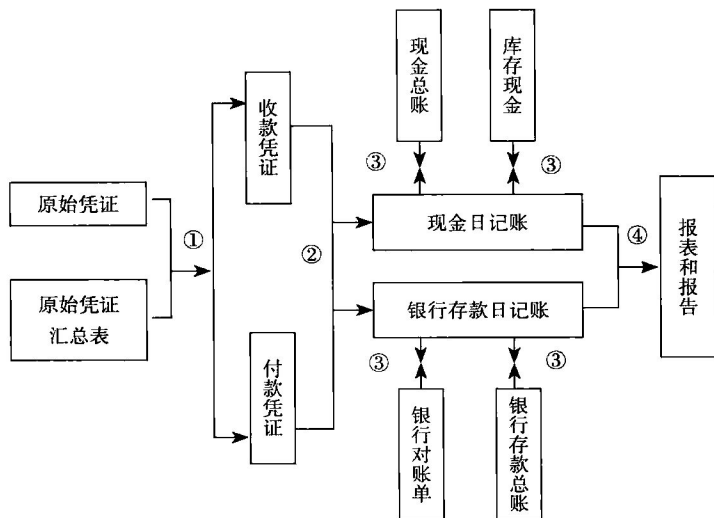 现金总账
库存现金
收款凭证
③
③
原始凭证
①
现金日记账
②
④
报表和报告
原始凭证
汇总表
银行存款日记账
付款凭证
③
③
银行对账单
银行存款总账